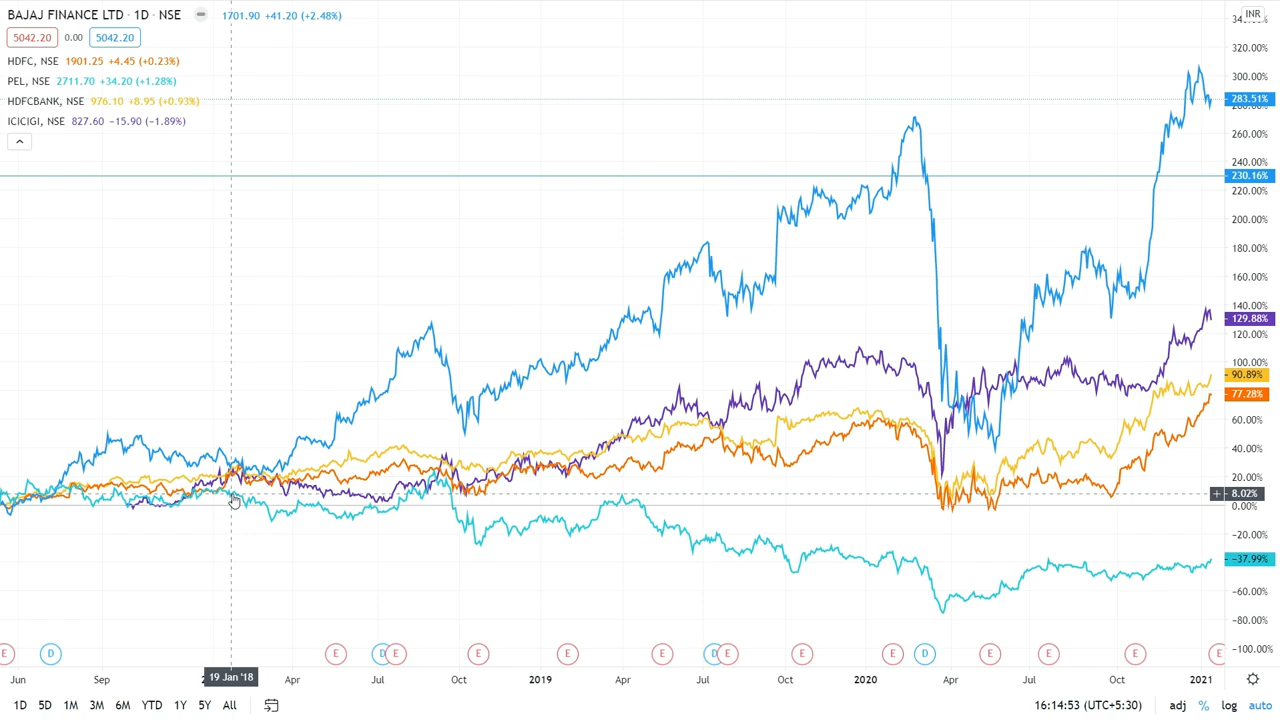 BAJAJ FINANCE LTD · 1D · NSE 1701.90 +41.20 (+2.48%)
5042.20 0.00 5042.20
HDFC, NSE 1901.25 +4.45 (+0.23%)
PEL, NSE 2711.70 +34.20 (+1.28%)
HDFCBANK, NSE 976.10 +8.95 (+0.93%)
ICICIGI, NSE 827.60 −15.90 (−1.89%)
INR
320.00%
300.00%
283.51%
260.00%
240.00%
230.16%
220.00%
200.00%
180.00%
160.00%
140.00%
129.88%
120.00%
100.00%
90.89%
77.28%
60.00%
40.00%
20.00%
+ 8.02%
0.00%
−20.00%
−37.99%
−60.00%
−80.00%
−100.00%
E D E D E E E E D E E E D E E E E
Jun Sep 19 Jan '18 Apr Jul Oct 2019 Apr Jul Oct 2020 Apr Jul Oct 2021
1D 5D 1M 3M 6M YTD 1Y 5Y All 16:14:53 (UTC+5:30) adj % log auto